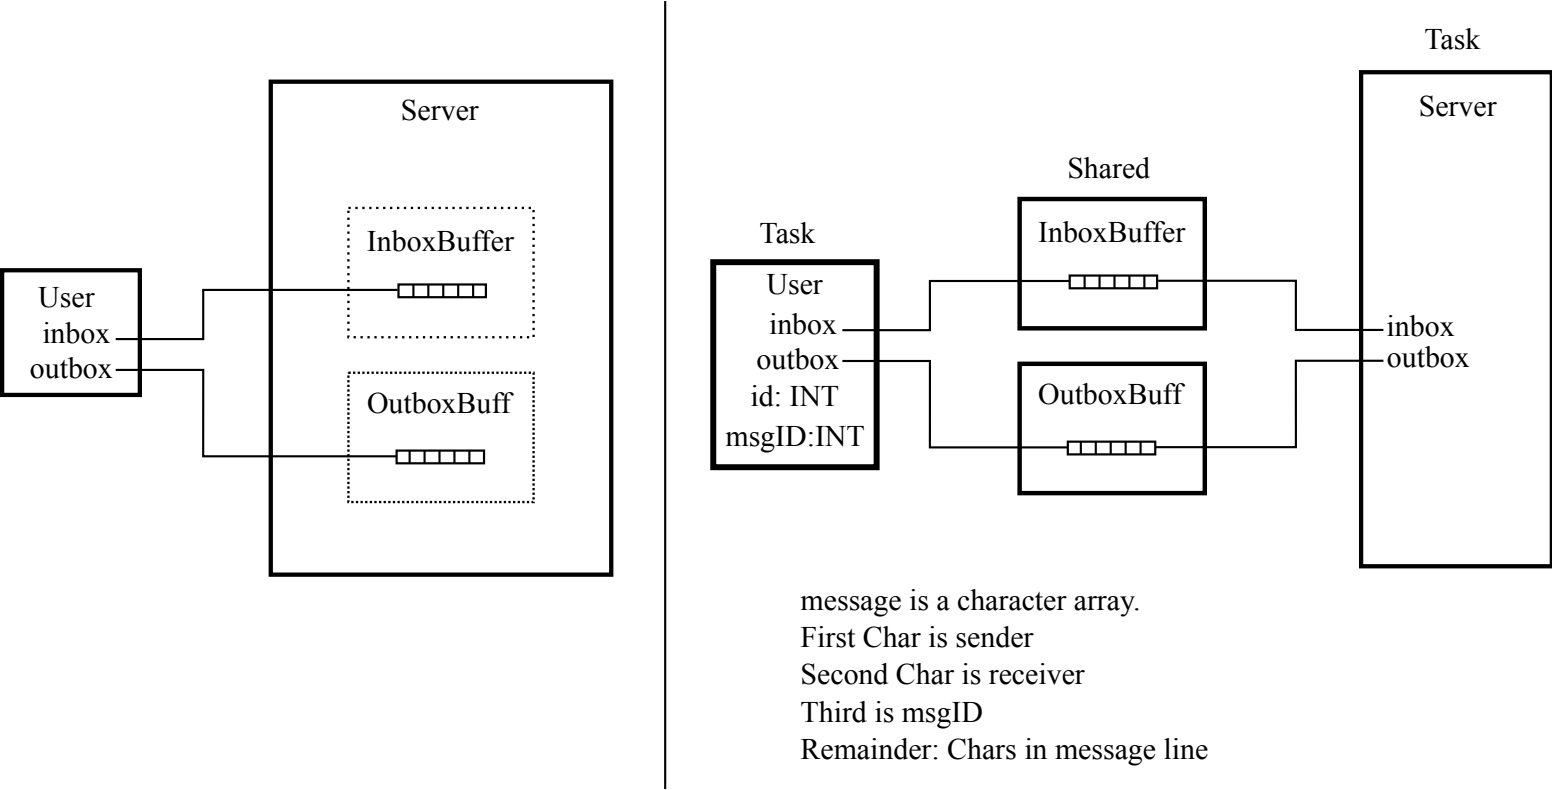 Server
InboxBuffer
User
inbox
outbox
OutboxBuff
Task
Server
Shared
InboxBuffer
Task
User
inbox
outbox
id: INT
msgID:INT
OutboxBuff
inbox
outbox
message is a character array.
First Char is sender
Second Char is receiver
Third is msgID
Remainder: Chars in message line